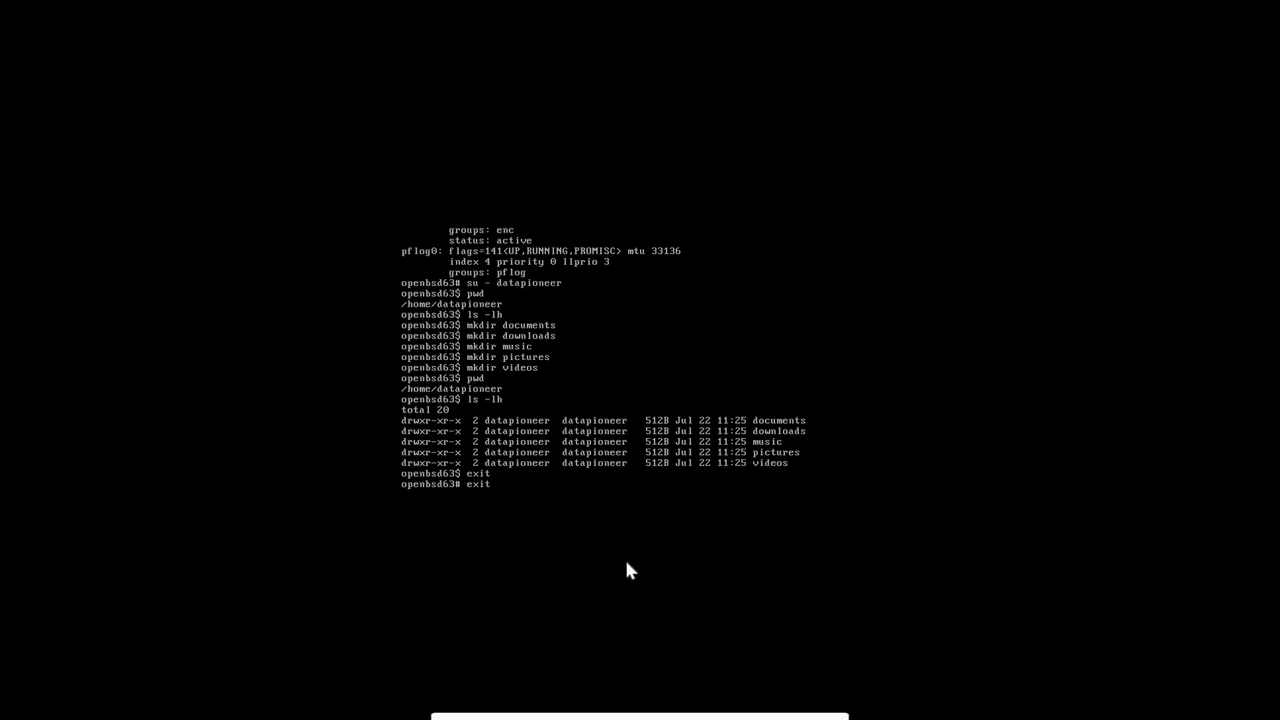 groups: enc
status: active
pflog0: flags=141<UP,RUNNING,PROMISC> mtu 33136
index 4 priority 0 llprio 3
groups: pflog
openbsd63# su - datapioneer
openbsd63$ pwd
/home/datapioneer
openbsd63$ ls -lh
openbsd63$ mkdir documents
openbsd63$ mkdir downloads
openbsd63$ mkdir music
openbsd63$ mkdir pictures
openbsd63$ mkdir videos
openbsd63$ pwd
/home/datapioneer
openbsd63$ ls -lh
total 20
drwxr-xr-x  2 datapioneer  datapioneer   512B Jul 22 11:25 documents
drwxr-xr-x  2 datapioneer  datapioneer   512B Jul 22 11:25 downloads
drwxr-xr-x  2 datapioneer  datapioneer   512B Jul 22 11:25 music
drwxr-xr-x  2 datapioneer  datapioneer   512B Jul 22 11:25 pictures
drwxr-xr-x  2 datapioneer  datapioneer   512B Jul 22 11:25 videos
openbsd63$ exit
openbsd63# exit